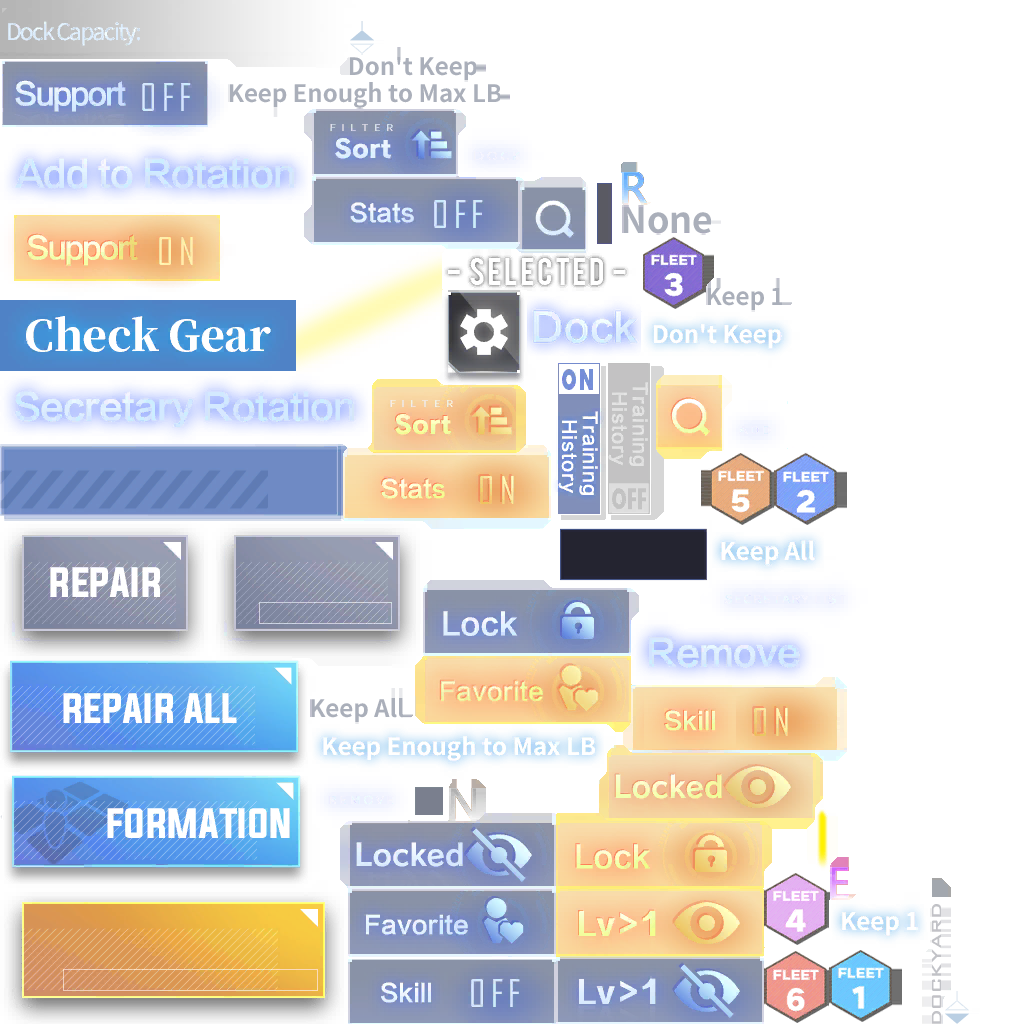 Dock Capacity:
Don't Keep
Support OFF
Keep Enough to Max LB
FILTER
Sort
Add to Rotation
R
Stats OFF
None
Support ON
- SELECTED -
FLEET
3
Keep 1
Check Gear
Dock
Don't Keep
ON
Training
History
Training
History
OFF
Secretary Rotation
FILTER
Sort
Stats ON
FLEET
5
FLEET
2
Keep All
REPAIR
Lock
Remove
Favorite
REPAIR ALL
Keep All
Skill ON
Keep Enough to Max LB
Locked
N
FORMATION
Locked
Lock
E
FLEET
4
Favorite
Lv>1
Keep 1
DOCKYARD
Skill OFF
Lv>1
FLEET
6
FLEET
1